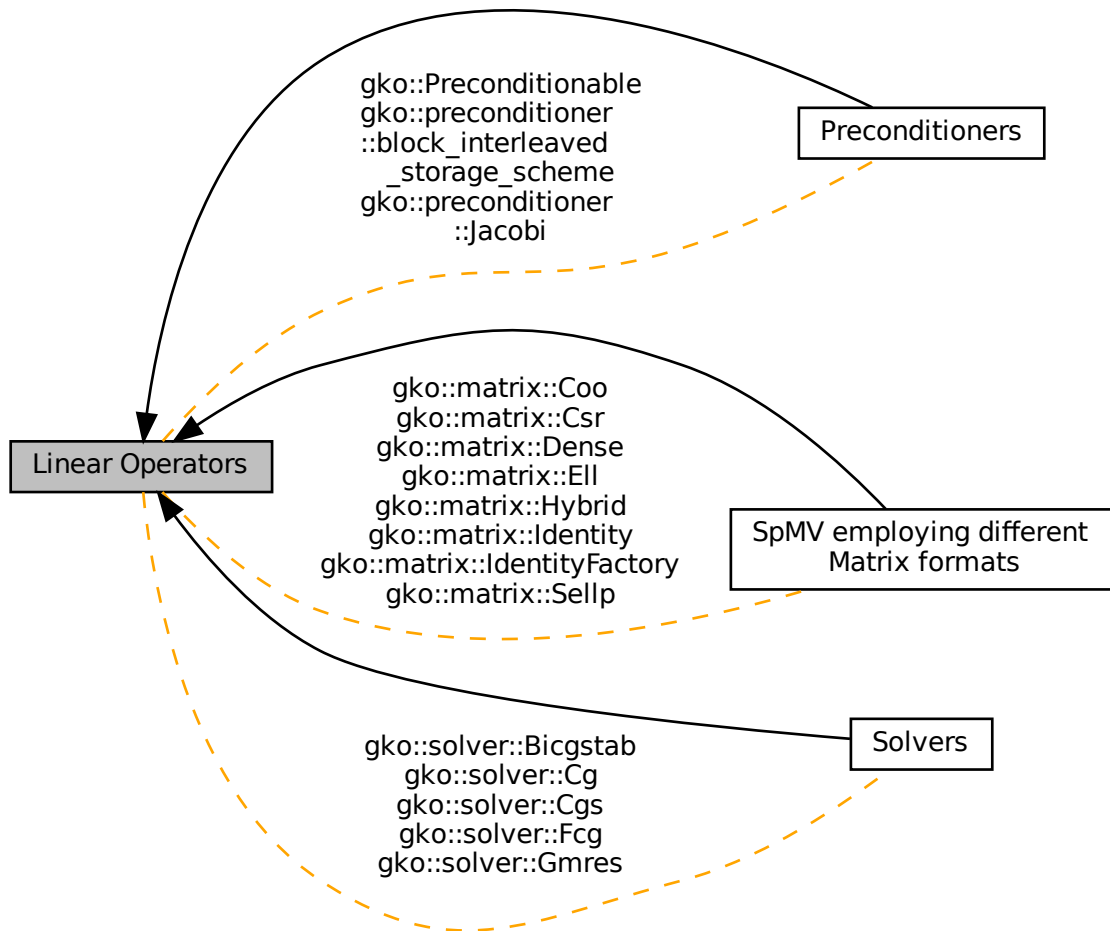 gko::Preconditionable
gko::preconditioner
::block_interleaved
_storage_scheme
gko::preconditioner
::Jacobi
Preconditioners
gko::matrix::Coo
gko::matrix::Csr
gko::matrix::Dense
gko::matrix::Ell
gko::matrix::Hybrid
gko::matrix::Identity
gko::matrix::IdentityFactory
gko::matrix::Sellp
Linear Operators
SpMV employing different
Matrix formats
gko::solver::Bicgstab
gko::solver::Cg
gko::solver::Cgs
gko::solver::Fcg
gko::solver::Gmres
Solvers